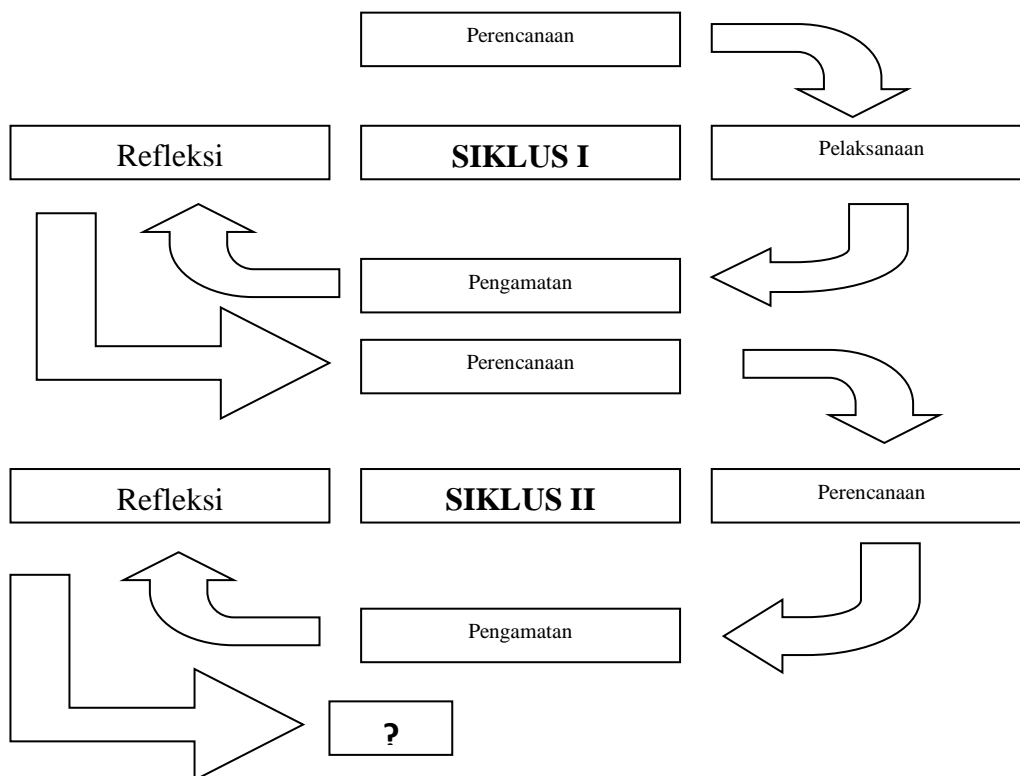 Perencanaan
Refleksi
SIKLUS I
Pelaksanaan
Pengamatan
Perencanaan
Refleksi
SIKLUS II
Perencanaan
Pengamatan
?